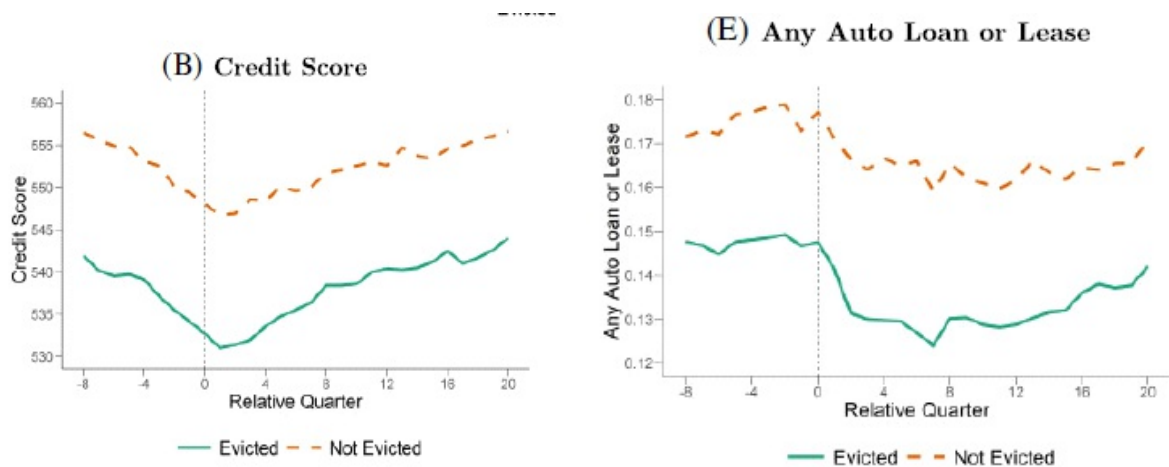 (B) Credit Score
560
555
550
545
540
535
530
Credit Score
-8 -4 0 4 8 12 16 20
Relative Quarter
Evicted Not Evicted
(E) Any Auto Loan or Lease
0.18
0.17
0.16
0.15
0.14
0.13
0.12
Any Auto Loan or Lease
-8 -4 0 4 8 12 16 20
Relative Quarter
Evicted Not Evicted